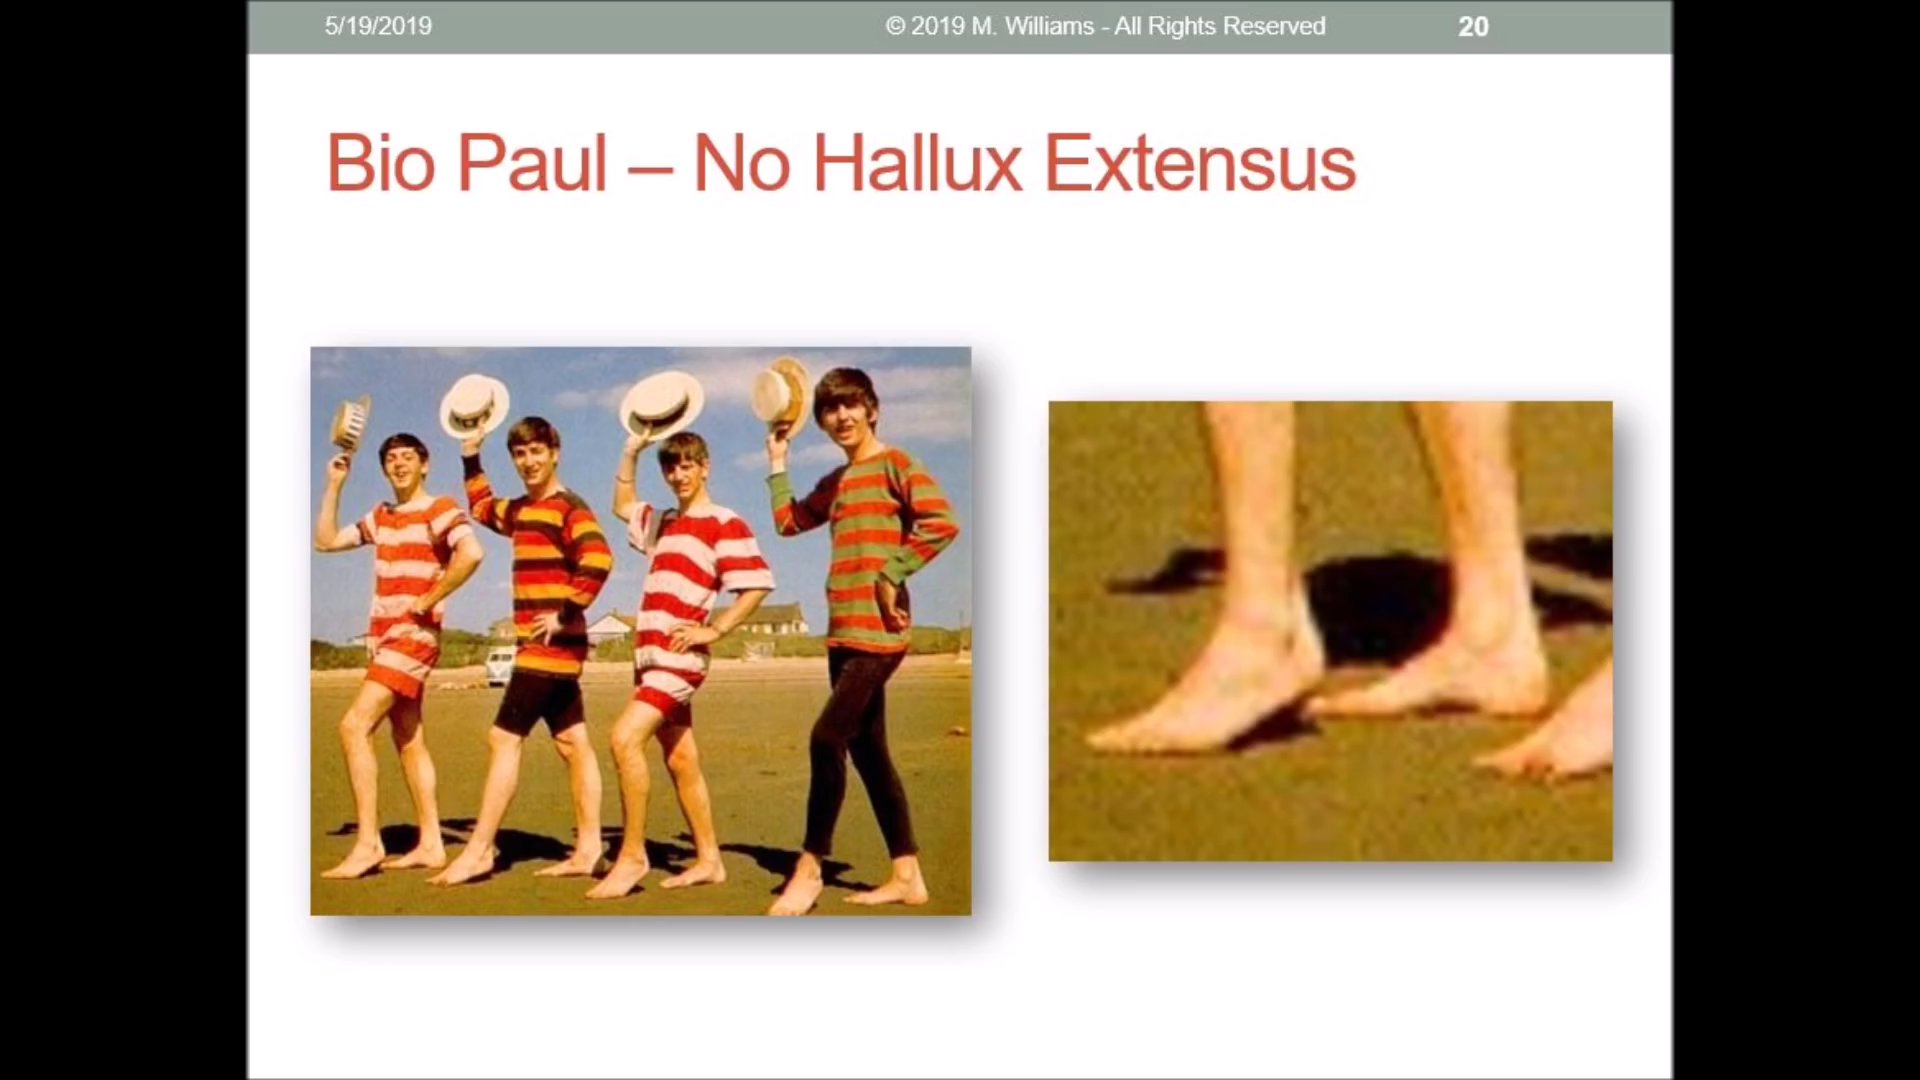 5/19/2019
© 2019 M. Williams - All Rights Reserved
20
Bio Paul – No Hallux Extensus